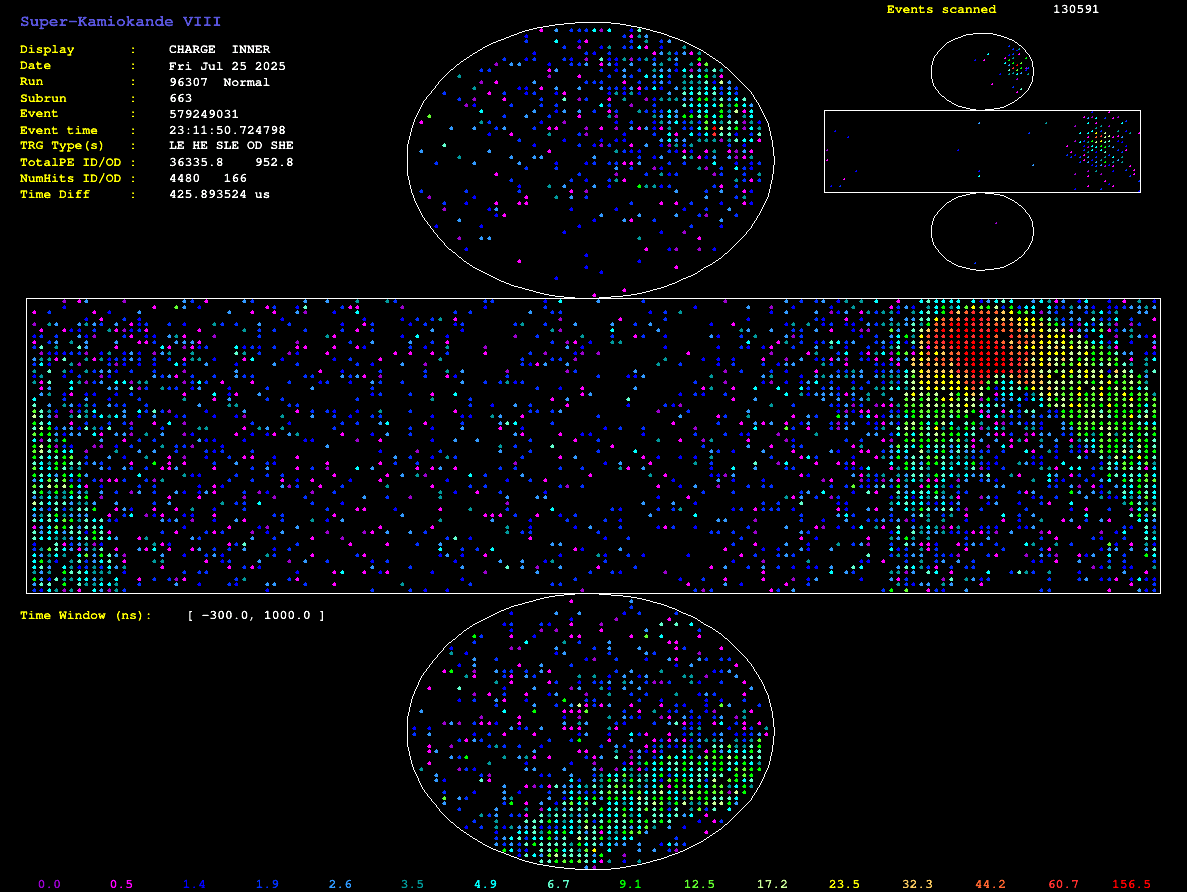 Super-Kamiokande VIII
Events scanned 130591
Display : CHARGE INNER
Date : Fri Jul 25 2025
Run : 96307 Normal
Subrun : 663
Event : 579249031
Event time : 23:11:50.724798
TRG Type(s) : LE HE SLE OD SHE
TotalPE ID/OD : 36335.8 952.8
NumHits ID/OD : 4480 166
Time Diff : 425.893524 us
Time Window (ns): [ -300.0, 1000.0 ]
0.0 0.5 1.4 1.9 2.6 3.5 4.9 6.7 9.1 12.5 17.2 23.5 32.3 44.2 60.7 156.5